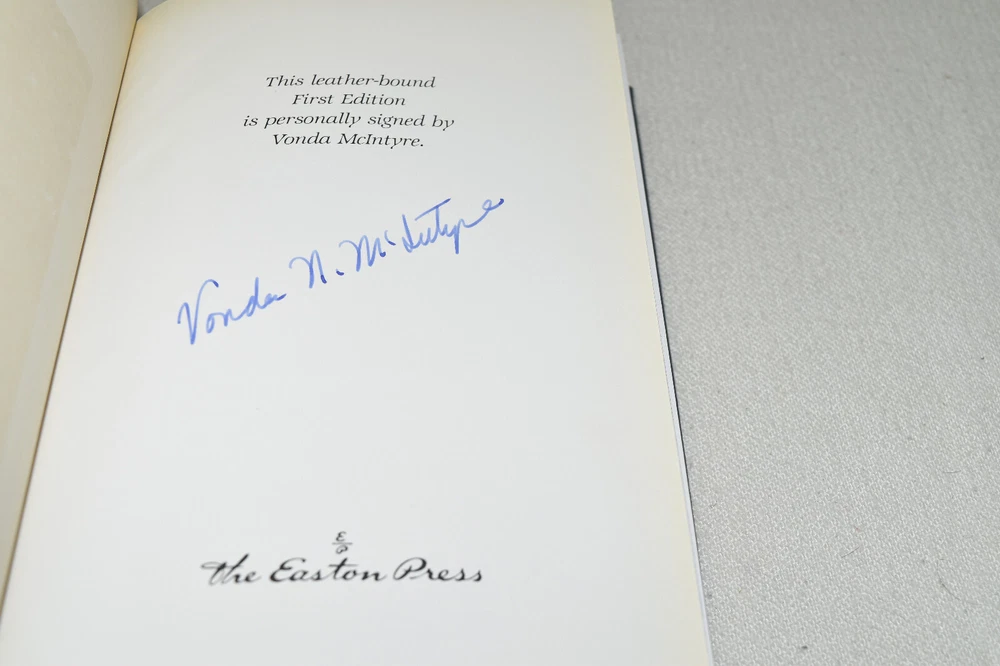 This leather-bound
First Edition
is personally signed by
Vonda McIntyre.
Vonda N. McIntyre
the Easton Press